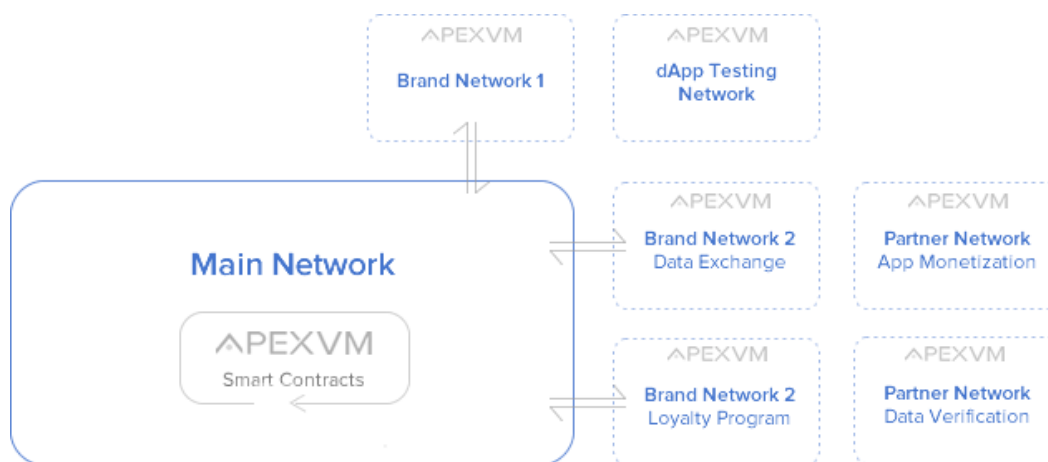 APEXVM
Brand Network 1
APEXVM
dApp Testing
Network
Main Network
APEXVM
Smart Contracts
APEXVM
Brand Network 2
Data Exchange
APEXVM
Partner Network
App Monetization
APEXVM
Brand Network 2
Loyalty Program
APEXVM
Partner Network
Data Verification